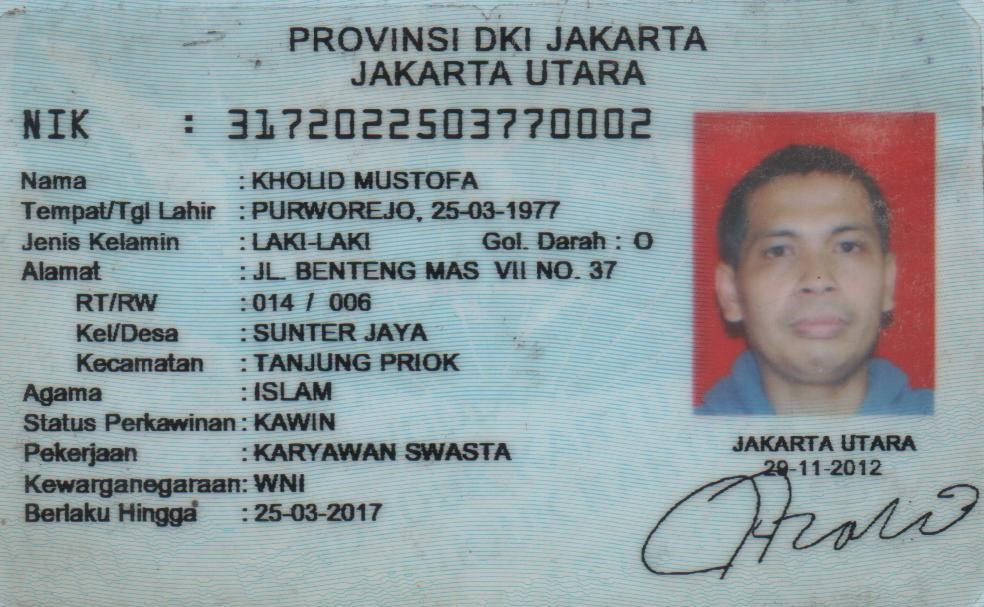 PROVINSI DKI JAKARTA
JAKARTA UTARA
NIK : 3172022503770002
Nama : KHOLID MUSTOFA
Tempat/Tgl Lahir : PURWOREJO, 25-03-1977
Jenis Kelamin : LAKI-LAKI Gol. Darah : O
Alamat : JL. BENTENG MAS VII NO. 37
RT/RW : 014 / 006
Kel/Desa : SUNTER JAYA
Kecamatan : TANJUNG PRIOK
Agama : ISLAM
Status Perkawinan : KAWIN
Pekerjaan : KARYAWAN SWASTA
Kewarganegaraan: WNI
Berlaku Hingga : 25-03-2017
JAKARTA UTARA
29-11-2012